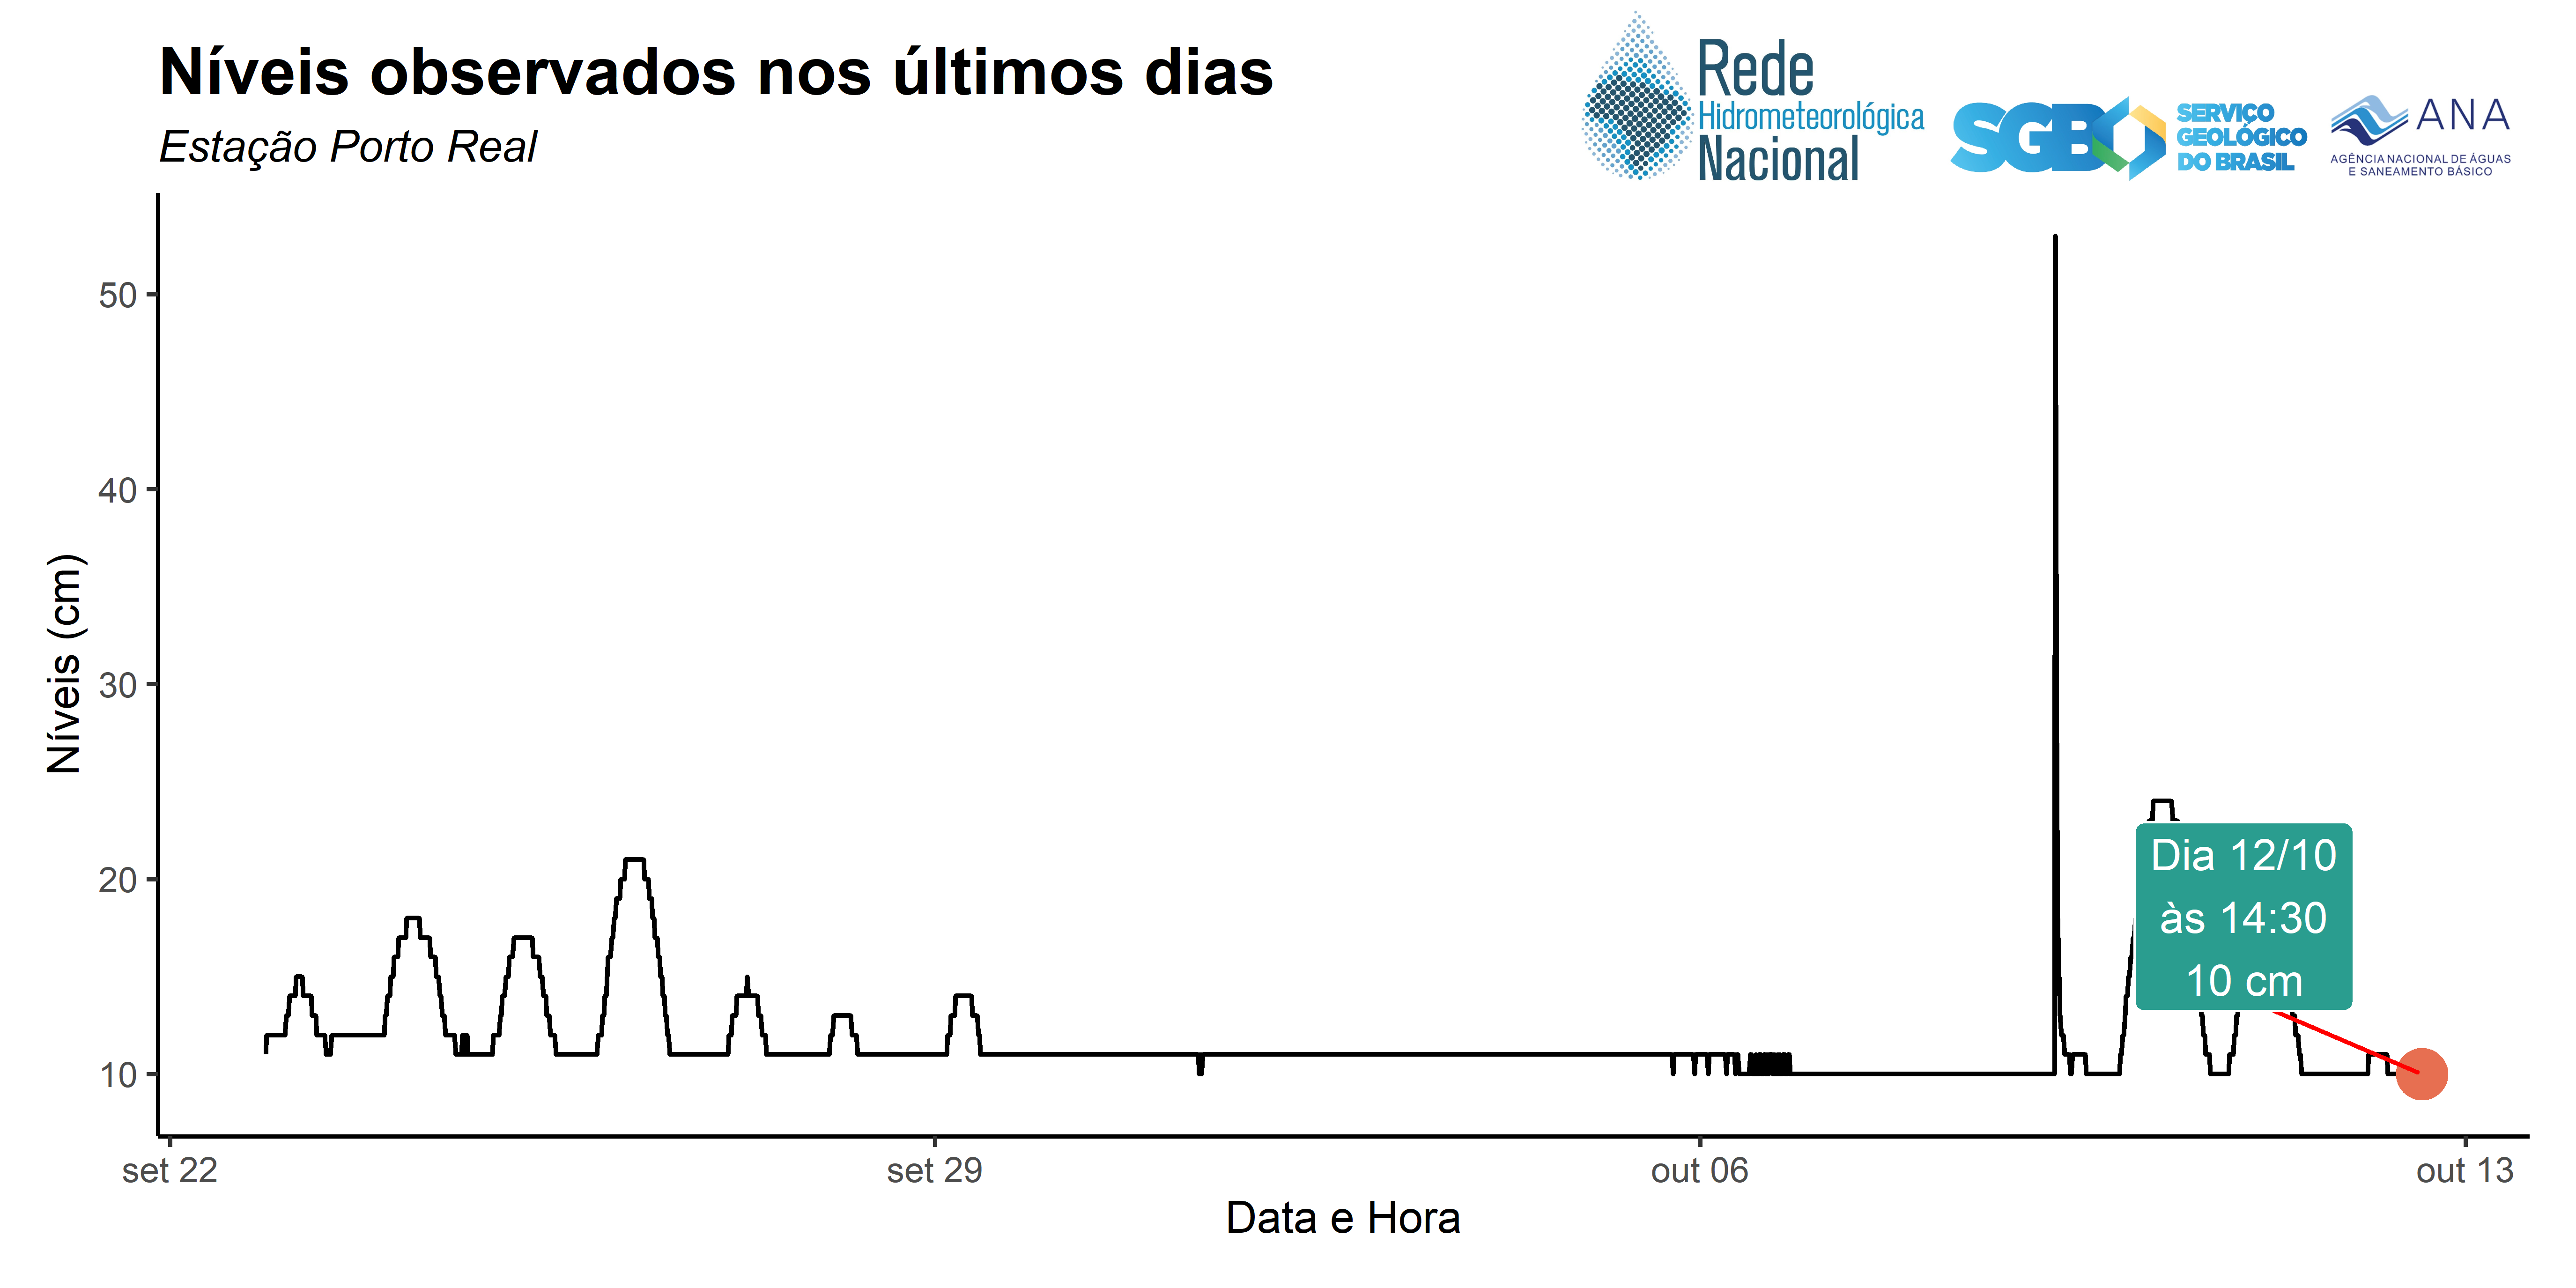 Níveis observados nos últimos dias
Estação Porto Real
Rede
Hidrometeorológica
Nacional
SGB
SERVIÇO
GEOLÓGICO
DO BRASIL
ANA
AGÊNCIA NACIONAL DE ÁGUAS
E SANEAMENTO BÁSICO
Níveis (cm)
50
40
30
20
10
Dia 12/10
às 14:30
10 cm
set 22
set 29
out 06
out 13
Data e Hora